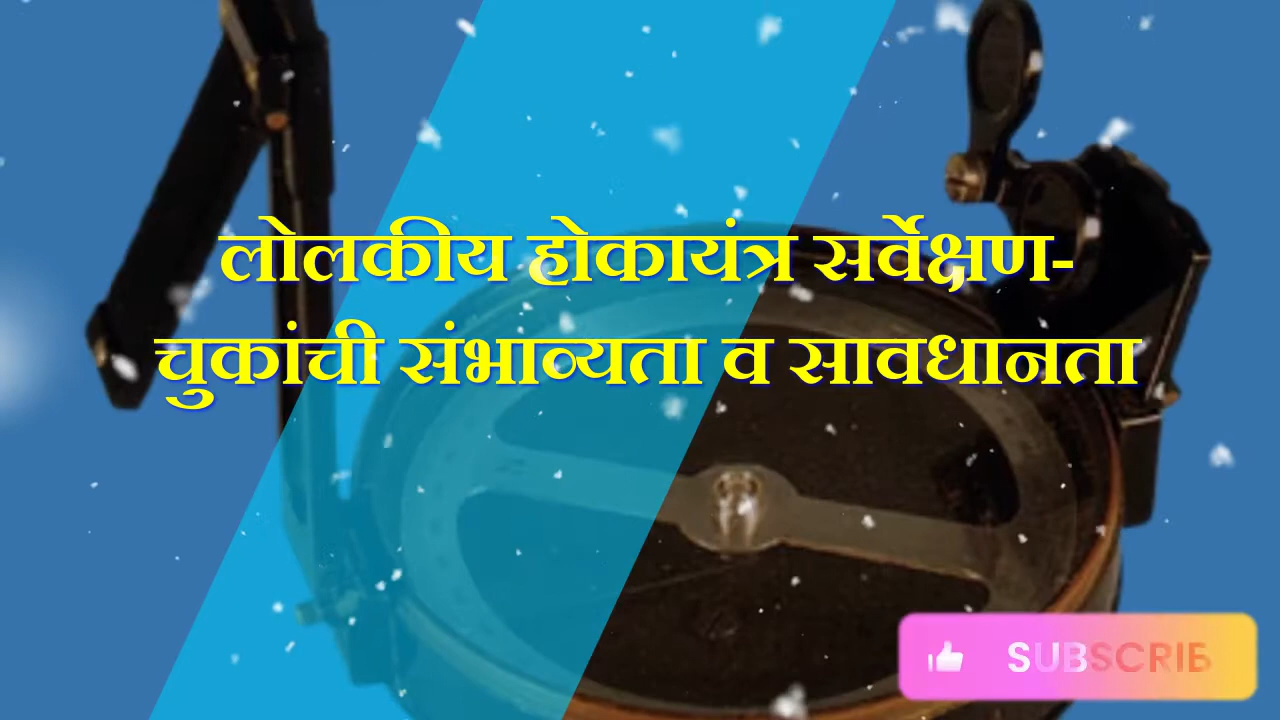 लोलकीय होकायंत्र सर्वेक्षण-
चुकांची संभाव्यता व सावधानता
SUBSCRIB